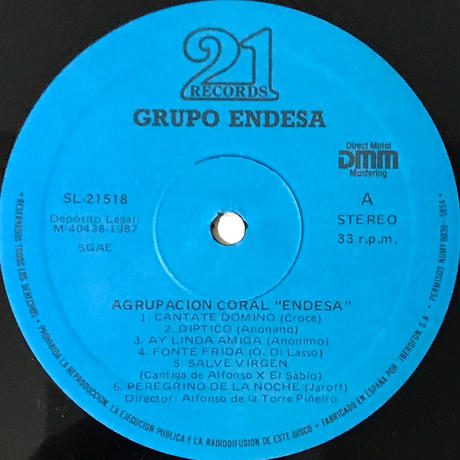 21
RECORDS
GRUPO ENDESA
Direct Metal
DMM
Mastering
SL-21518
A
Depósito Legal:
M-40438-1987
STEREO
SGAE
33 r.p.m.
AGRUPACION CORAL "ENDESA"
1. CANTATE DOMINO (Croce)
2. DIPTICO (Anónimo)
3. AY LINDA AMIGA (Anónimo)
4. FONTE FRIDA (O. Di Lasso)
5. SALVE VIRGEN
(Cantiga de Alfonso X El Sabio)
6. PEREGRINO DE LA NOCHE (Jaroff)
Director: Alfonso de la Torre Piñeiro
• RESERVADOS TODOS LOS DERECHOS • PROHIBIDA LA REPRODUCCION, LA EJECUCION PUBLICA Y LA RADIODIFUSION DE ESTE DISCO • FABRICADO EN ESPAÑA POR IBEROFON, S.A. • PERMISOS NUMS